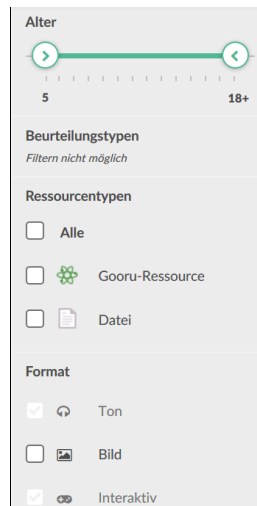 Alter
5 18+
Beurteilungstypen
Filtern nicht möglich
Ressourcentypen
Alle
Gooru-Ressource
Datei
Format
Ton
Bild
Interaktiv